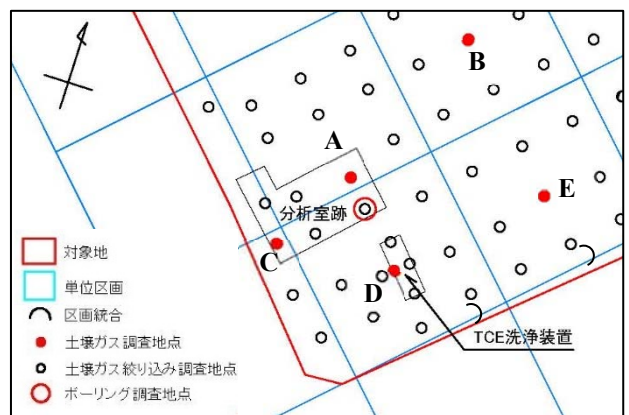 B
A
E
分析室跡
C
D
TCE洗浄装置
対象地
単位区画
区画統合
土壌ガス調査地点
土壌ガス絞り込み調査地点
ボーリング調査地点